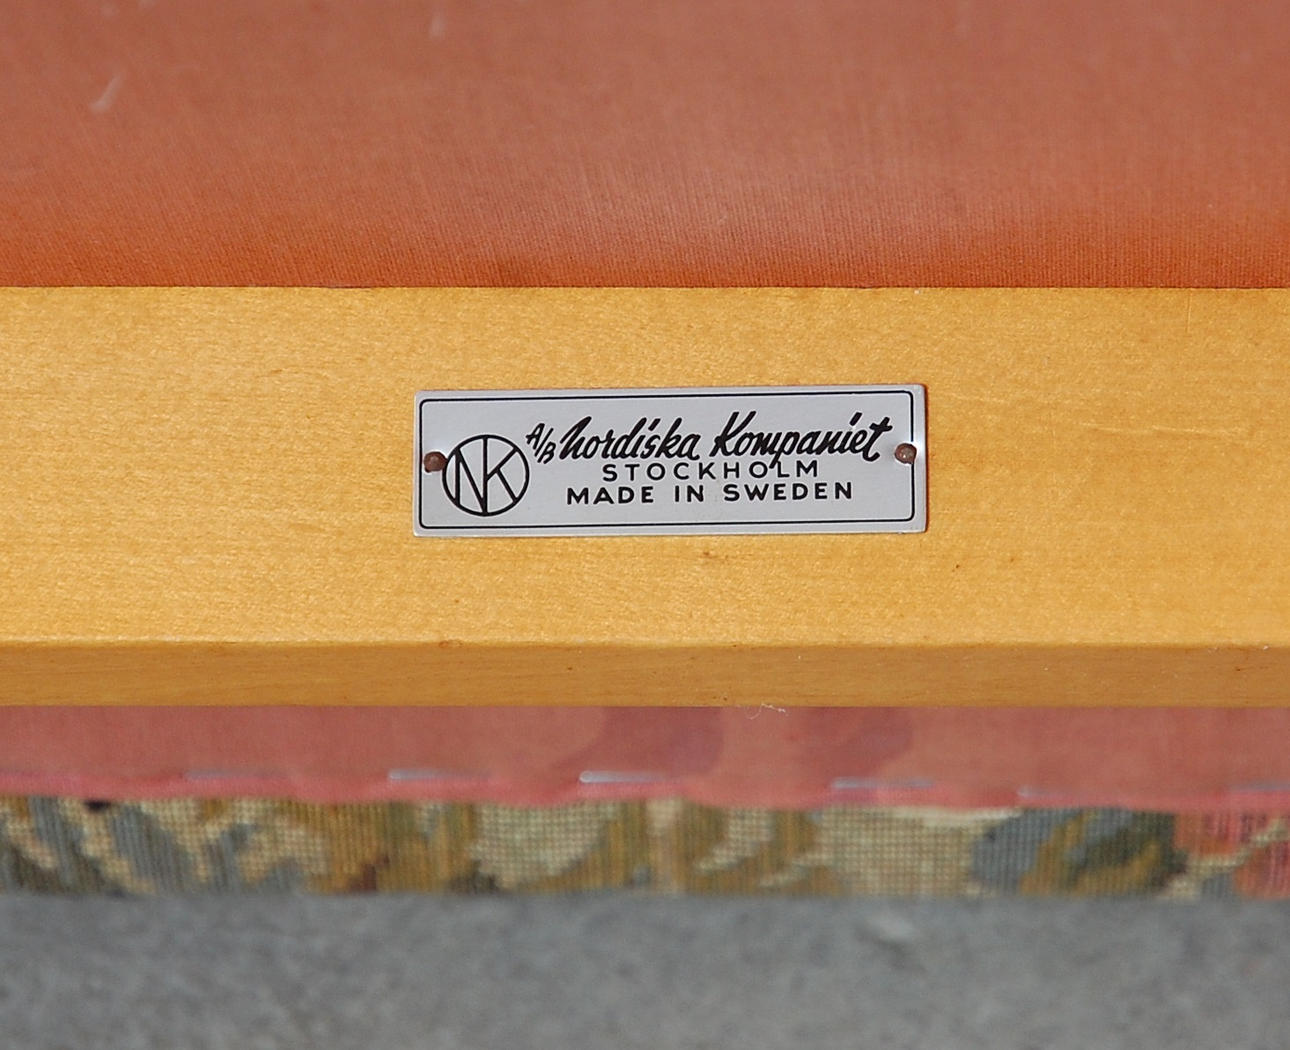 NK
A/B Nordiska Kompaniet
STOCKHOLM
MADE IN SWEDEN